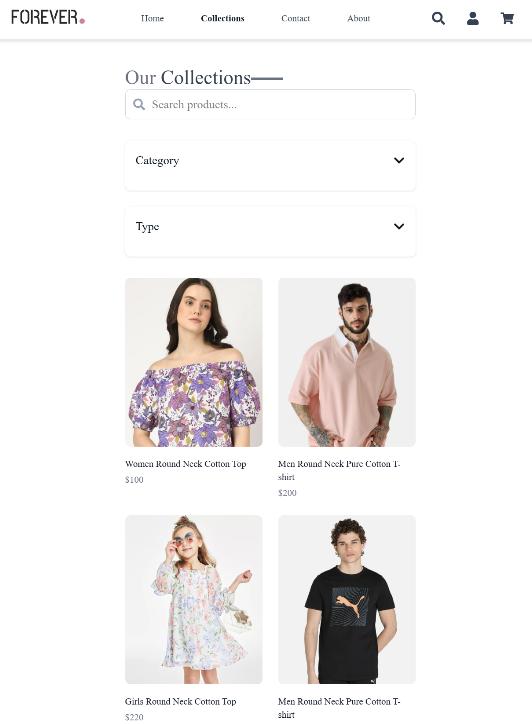 FOREVER.
Home Collections Contact About
Our Collections
Search products...
Category
Type
Women Round Neck Cotton Top
$100
Men Round Neck Pure Cotton T-
shirt
$200
Girls Round Neck Cotton Top
$220
Men Round Neck Pure Cotton T-
shirt